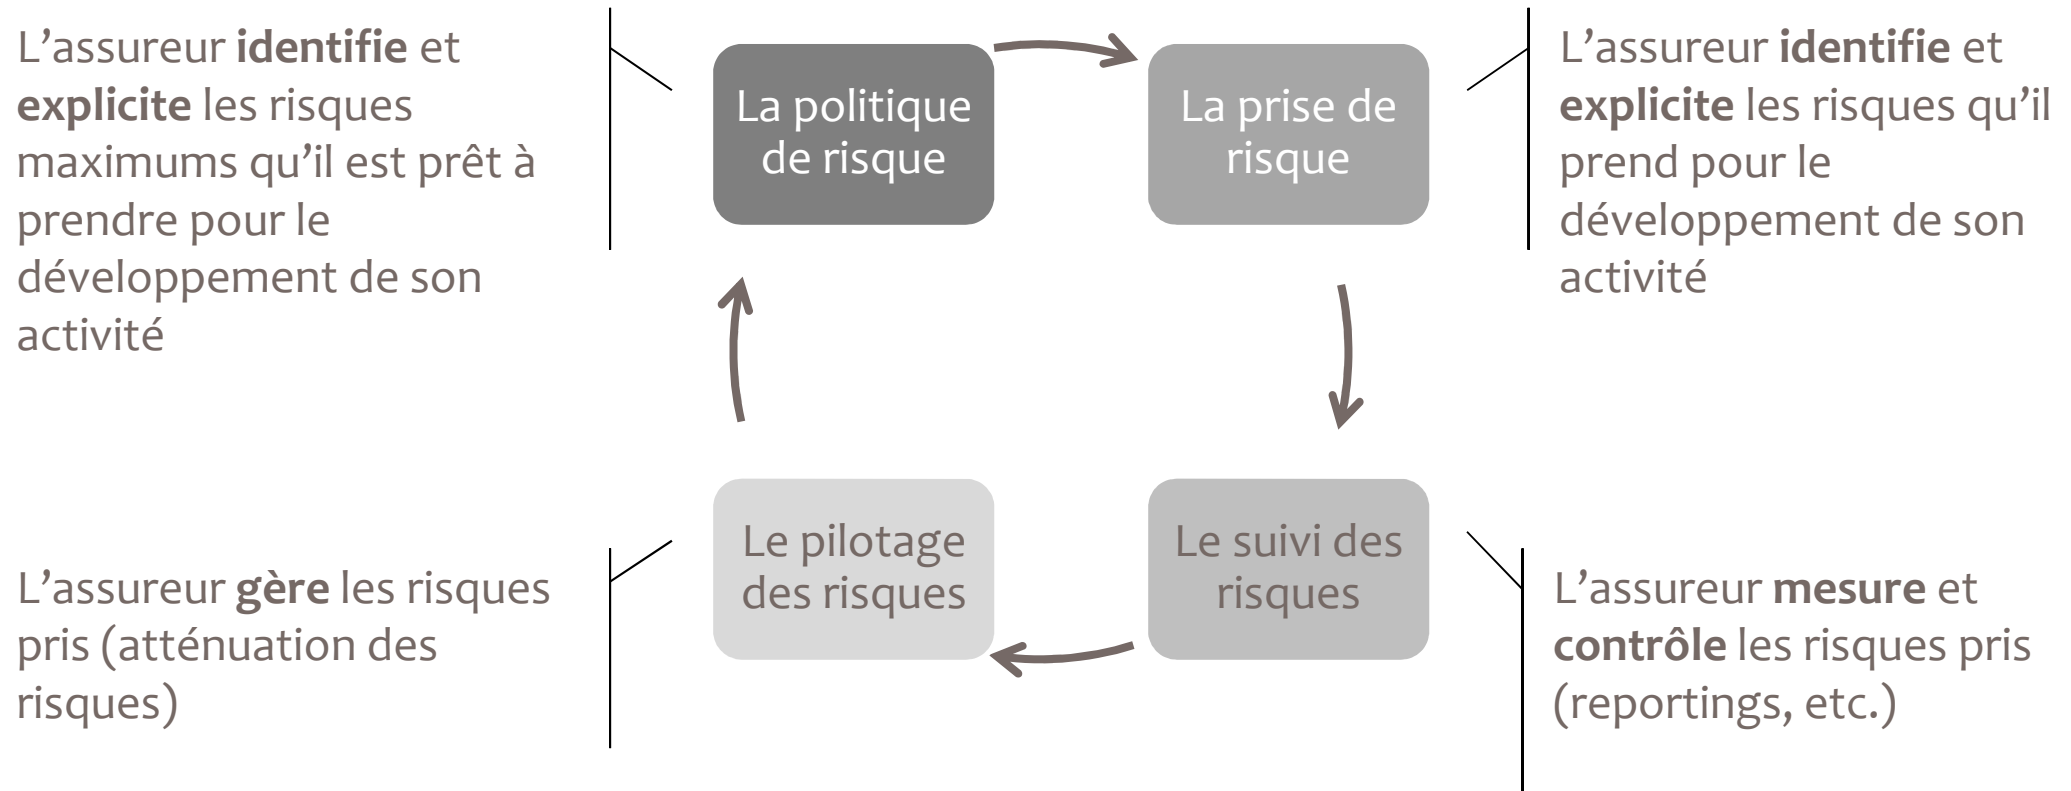 L’assureur identifie et
explicite les risques
maximums qu’il est prêt à
prendre pour le
développement de son
activité
La politique
de risque
La prise de
risque
L’assureur identifie et
explicite les risques qu’il
prend pour le
développement de son
activité
L’assureur gère les risques
pris (atténuation des
risques)
Le pilotage
des risques
Le suivi des
risques
L’assureur mesure et
contrôle les risques pris
(reportings, etc.)